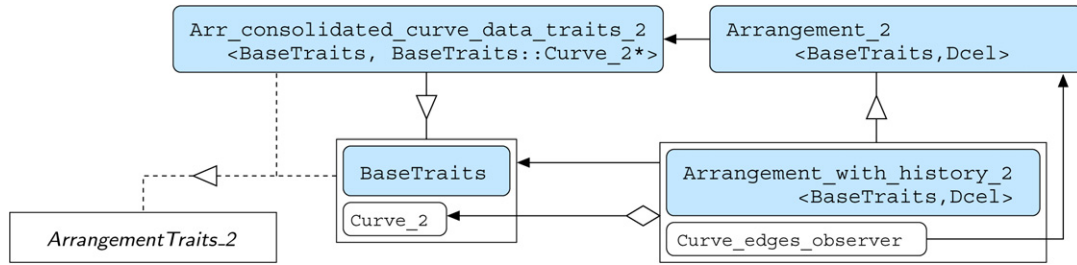 Arr_consolidated_curve_data_traits_2
<BaseTraits, BaseTraits::Curve_2*>
Arrangement_2
<BaseTraits,Dcel>
BaseTraits
Curve_2
Arrangement_with_history_2
<BaseTraits,Dcel>
Curve_edges_observer
ArrangementTraits_2